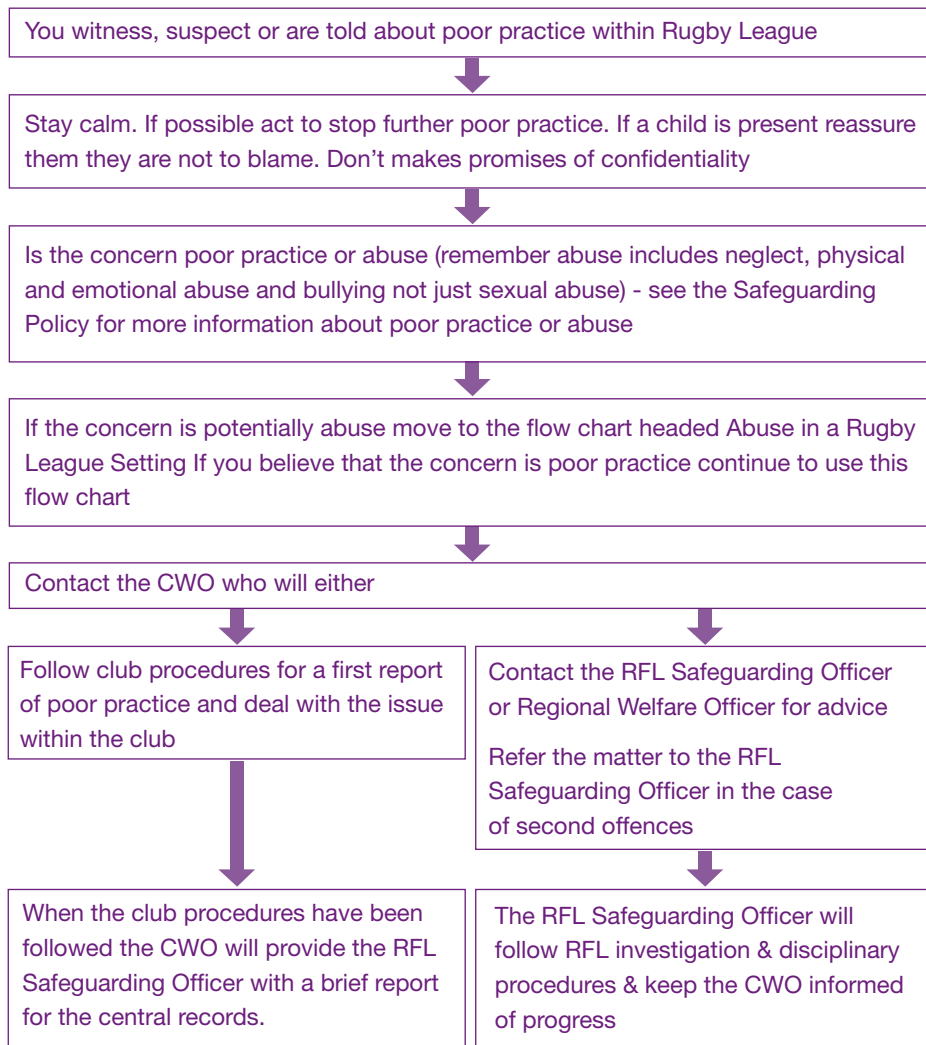 You witness, suspect or are told about poor practice within Rugby League
Stay calm. If possible act to stop further poor practice. If a child is present reassure
them they are not to blame. Don’t makes promises of confidentiality
Is the concern poor practice or abuse (remember abuse includes neglect, physical
and emotional abuse and bullying not just sexual abuse) - see the Safeguarding
Policy for more information about poor practice or abuse
If the concern is potentially abuse move to the flow chart headed Abuse in a Rugby
League Setting If you believe that the concern is poor practice continue to use this
flow chart
Contact the CWO who will either
Follow club procedures for a first report
of poor practice and deal with the issue
within the club
Contact the RFL Safeguarding Officer
or Regional Welfare Officer for advice
Refer the matter to the RFL
Safeguarding Officer in the case
of second offences
When the club procedures have been
followed the CWO will provide the RFL
Safeguarding Officer with a brief report
for the central records.
The RFL Safeguarding Officer will
follow RFL investigation & disciplinary
procedures & keep the CWO informed
of progress